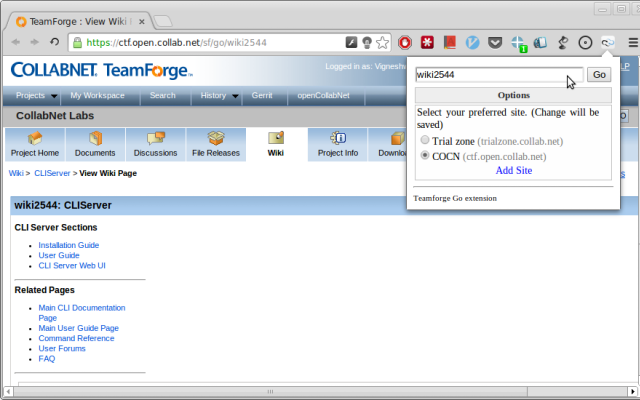 TeamForge : View Wiki
https://ctf.open.collab.net/sf/go/wiki2544
COLLABNET TeamForge
Logged in as: Vignesh
wiki2544
Go
Projects
My Workspace
Search
History
Gerrit
openCollabNet
Options
CollabNet Labs
Select your preferred site. (Change will be
saved)
Trial zone (trialzone.collab.net)
COCN (ctf.open.collab.net)
Add Site
Teamforge Go extension
Project Home
Documents
Discussions
File Releases
Wiki
Project Info
Wiki > CLIServer > View Wiki Page
wiki2544: CLIServer
CLI Server Sections
Installation Guide
User Guide
CLI Server Web UI
Related Pages
Main CLI Documentation
Page
Main User Guide Page
Command Reference
User Forums
FAQ